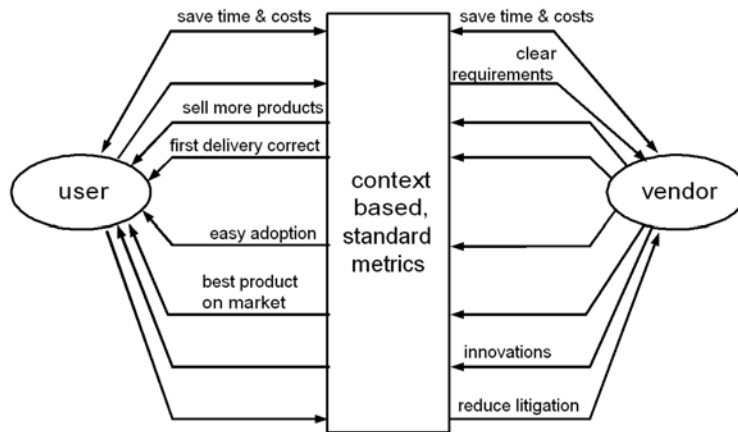 save time & costs
save time & costs
clear
requirements
sell more products
first delivery correct
user
context
based,
standard
metrics
vendor
easy adoption
best product
on market
innovations
reduce litigation